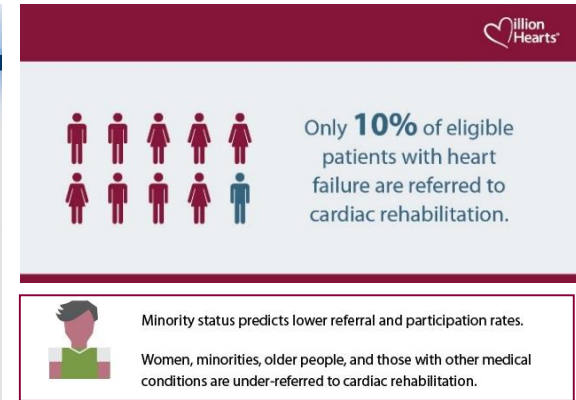 Million
Hearts®
Only 10% of eligible
patients with heart
failure are referred to
cardiac rehabilitation.
Minority status predicts lower referral and participation rates.
Women, minorities, older people, and those with other medical
conditions are under-referred to cardiac rehabilitation.